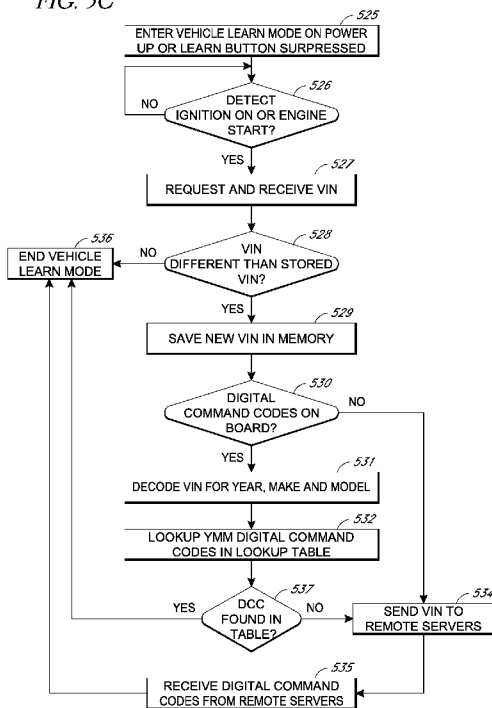 FIG. 5C
525
ENTER VEHICLE LEARN MODE ON POWER
UP OR LEARN BUTTON SURPRESSED
526
DETECT
IGNITION ON OR ENGINE
START?
NO
YES
527
REQUEST AND RECEIVE VIN
528
VIN
DIFFERENT THAN STORED
VIN?
NO
536
END VEHICLE
LEARN MODE
YES
529
SAVE NEW VIN IN MEMORY
530
DIGITAL
COMMAND CODES ON
BOARD?
NO
YES
531
DECODE VIN FOR YEAR, MAKE AND MODEL
532
LOOKUP YMM DIGITAL COMMAND
CODES IN LOOKUP TABLE
537
DCC
FOUND IN
TABLE?
YES
NO
534
SEND VIN TO
REMOTE SERVERS
535
RECEIVE DIGITAL COMMAND
CODES FROM REMOTE SERVERS